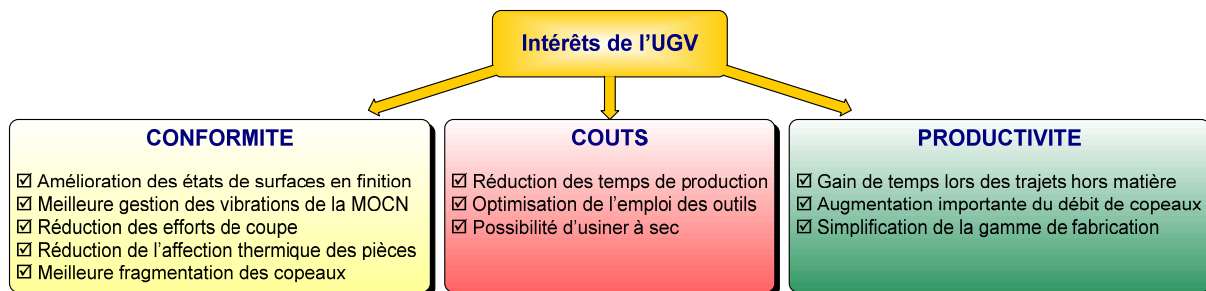 Intérêts de l'UGV
CONFORMITE
☑ Amélioration des états de surfaces en finition
☑ Meilleure gestion des vibrations de la MOCN
☑ Réduction des efforts de coupe
☑ Réduction de l'affection thermique des pièces
☑ Meilleure fragmentation des copeaux
COUTS
☑ Réduction des temps de production
☑ Optimisation de l'emploi des outils
☑ Possibilité d'usiner à sec
PRODUCTIVITE
☑ Gain de temps lors des trajets hors matière
☑ Augmentation importante du débit de copeaux
☑ Simplification de la gamme de fabrication